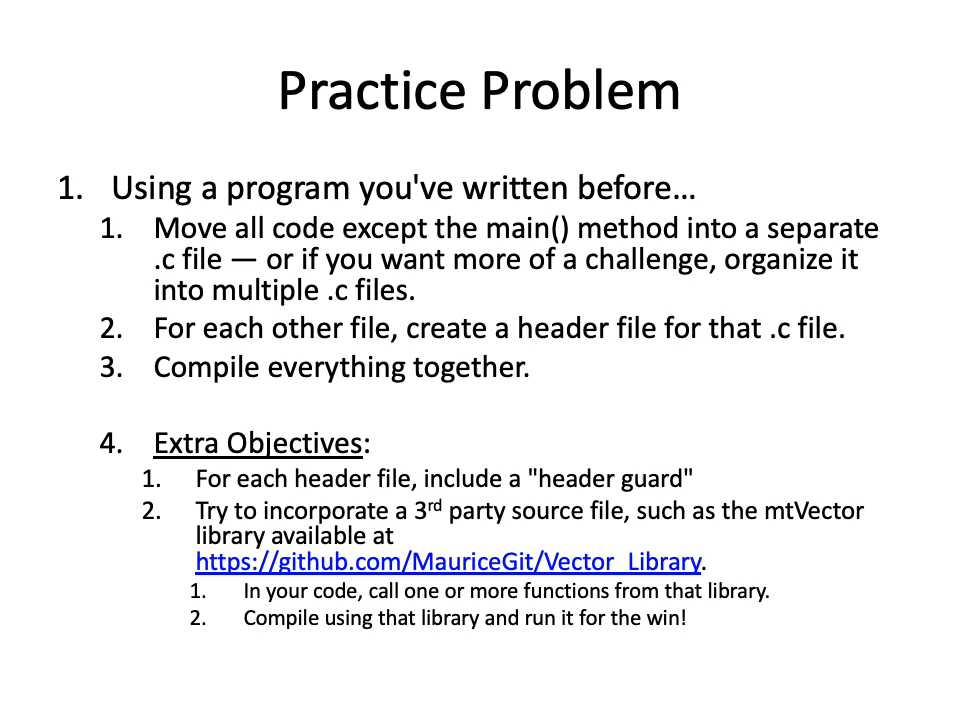 Practice Problem
1. Using a program you've written before…
1. Move all code except the main() method into a separate
.c file — or if you want more of a challenge, organize it
into multiple .c files.
2. For each other file, create a header file for that .c file.
3. Compile everything together.
4. Extra Objectives:
1. For each header file, include a "header guard"
2. Try to incorporate a 3rd party source file, such as the mtVector
library available at
https://github.com/MauriceGit/Vector_Library.
1. In your code, call one or more functions from that library.
2. Compile using that library and run it for the win!